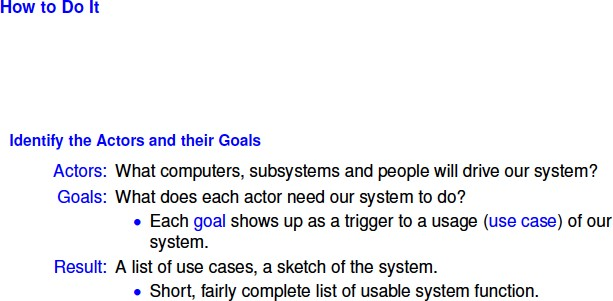 How to Do It
Identify the Actors and their Goals
Actors: What computers, subsystems and people will drive our system?
Goals: What does each actor need our system to do?
• Each goal shows up as a trigger to a usage (use case) of our
system.
Result: A list of use cases, a sketch of the system.
• Short, fairly complete list of usable system function.